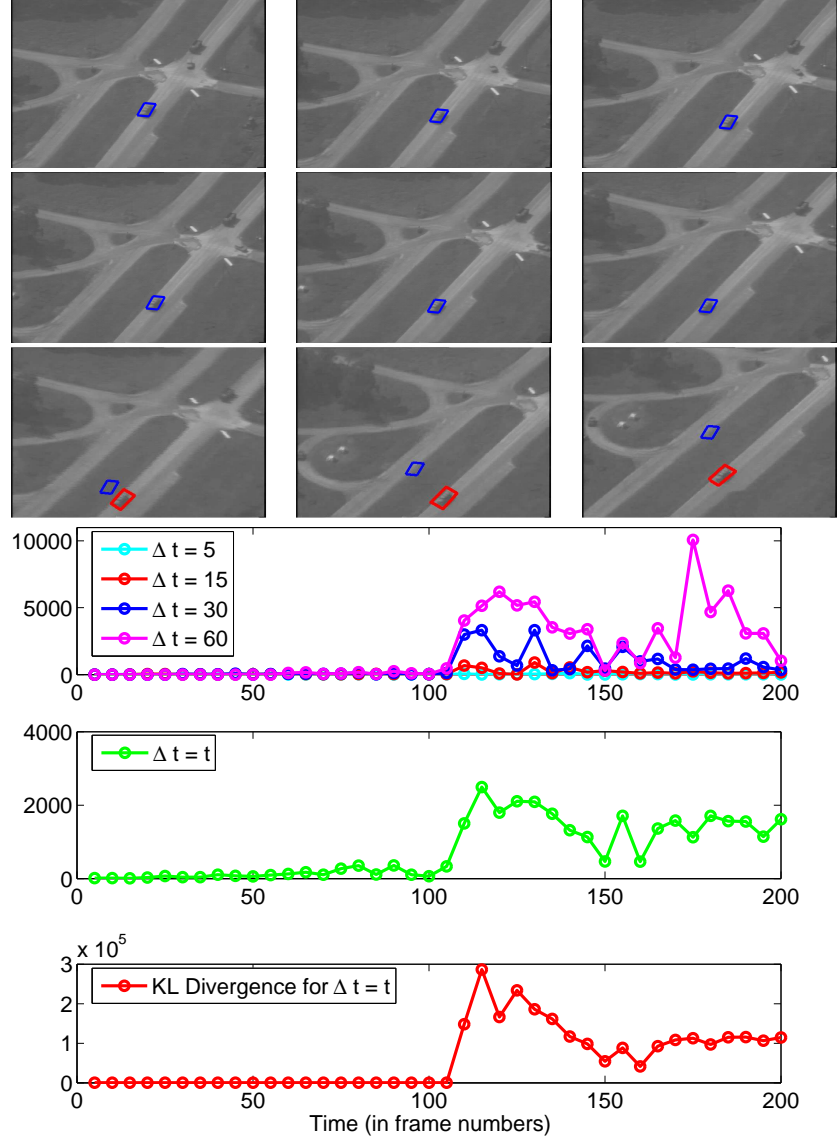 10000
5000
0
Δ t = 5
Δ t = 15
Δ t = 30
Δ t = 60
0 50 100 150 200
4000
2000
0
Δ t = t
0 50 100 150 200
x 10^5
3
2
1
0
KL Divergence for Δ t = t
0 50 100 150 200
Time (in frame numbers)